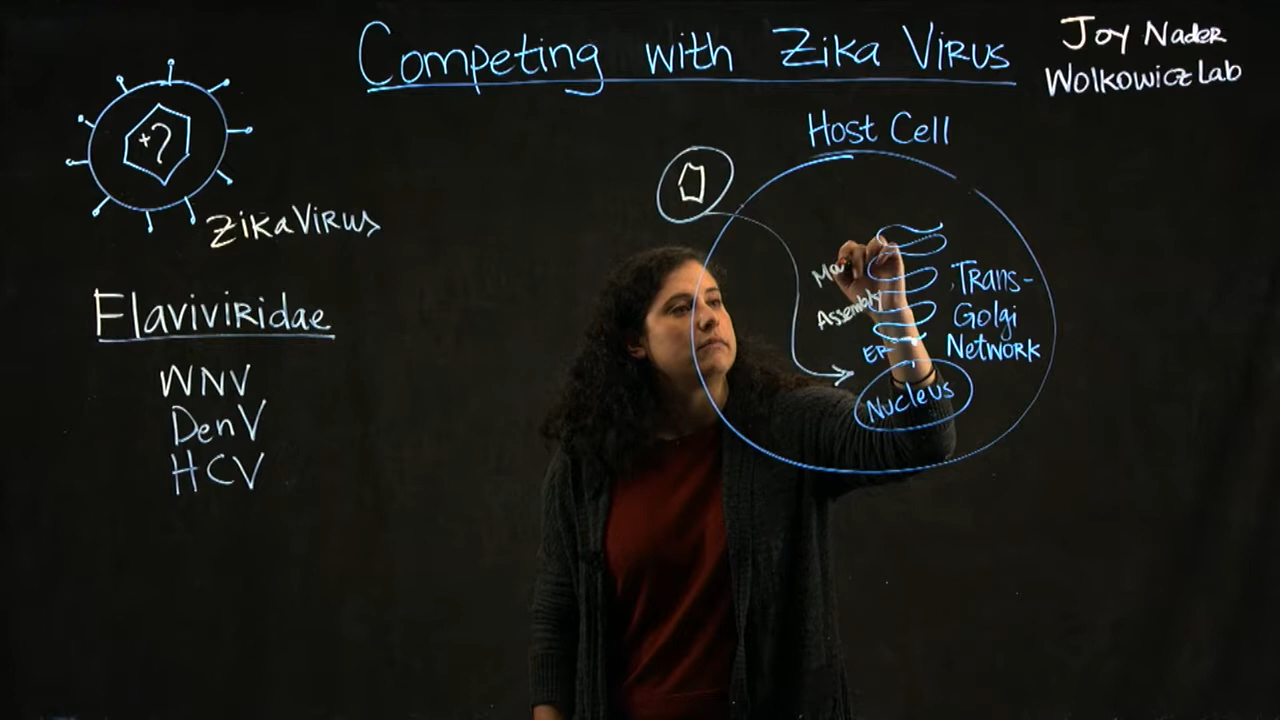 Competing with Zika Virus
Joy Nader
Wolkowicz Lab
+?
Zika Virus
Flaviviridae
WNV
DenV
HCV
Host Cell
Ma
Assembly
ER
Trans-
Golgi
Network
Nucleus